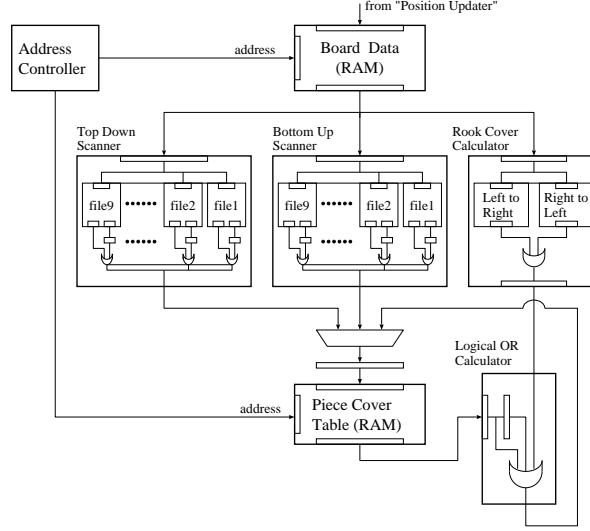 from "Position Updater"
Address
Controller
address
Board Data
(RAM)
Top Down
Scanner
Bottom Up
Scanner
Rook Cover
Calculator
file9
file2
file1
file9
file2
file1
Left to
Right
Right to
Left
Logical OR
Calculator
address
Piece Cover
Table (RAM)